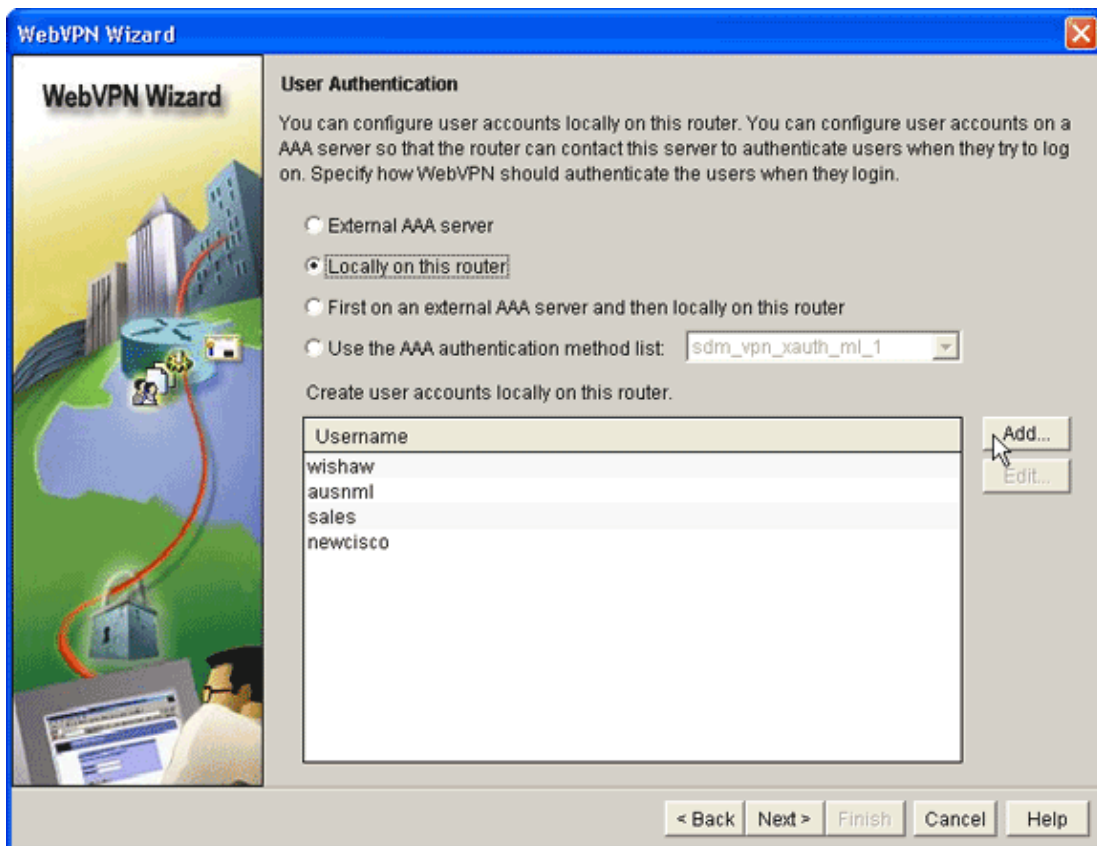 WebVPN Wizard
WebVPN Wizard
User Authentication
You can configure user accounts locally on this router. You can configure user accounts on a
AAA server so that the router can contact this server to authenticate users when they try to log
on. Specify how WebVPN should authenticate the users when they login.
External AAA server
Locally on this router
First on an external AAA server and then locally on this router
Use the AAA authentication method list: sdm_vpn_xauth_ml_1
Create user accounts locally on this router.
Username
wishaw
ausnml
sales
newcisco
Add...
Edit...
< Back Next > Finish Cancel Help